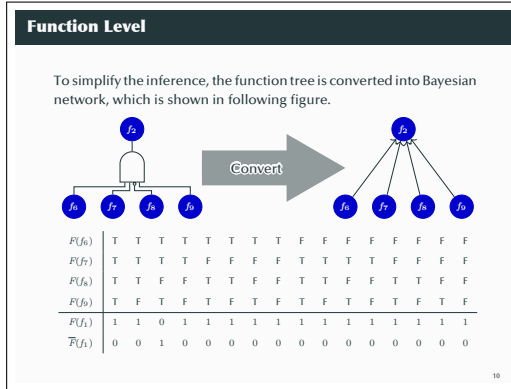 Function Level
To simplify the inference, the function tree is converted into Bayesian
network, which is shown in following figure.
f2 f2
Convert
f6 f7 f8 f9 f6 f7 f8 f9
F(f6) T T T T T T T T F F F F F F F F
F(f7) T T T T F F F F T T T T F F F F
F(f8) T T F F T T F F T T F F T T F F
F(f9) T F T F T F T F T F T F T F T F
F(f1) 1 1 0 1 1 1 1 1 1 1 1 1 1 1 1 1
F̅(f1) 0 0 1 0 0 0 0 0 0 0 0 0 0 0 0 0
10